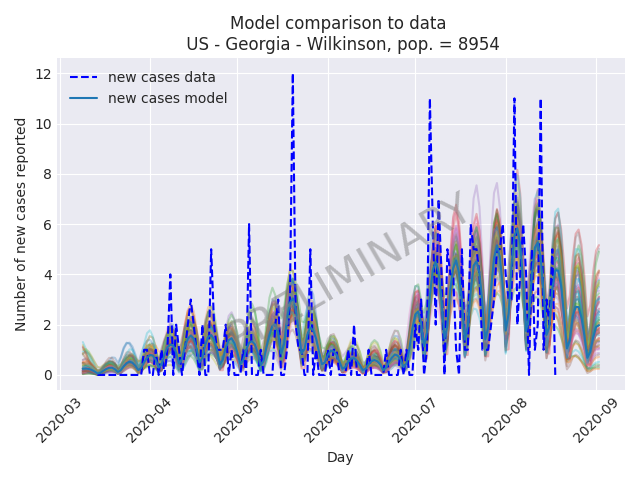 Model comparison to data
US - Georgia - Wilkinson, pop. = 8954
new cases data
new cases model
PRELIMINARY
Number of new cases reported
12
10
8
6
4
2
0
2020-03
2020-04
2020-05
2020-06
2020-07
2020-08
2020-09
Day